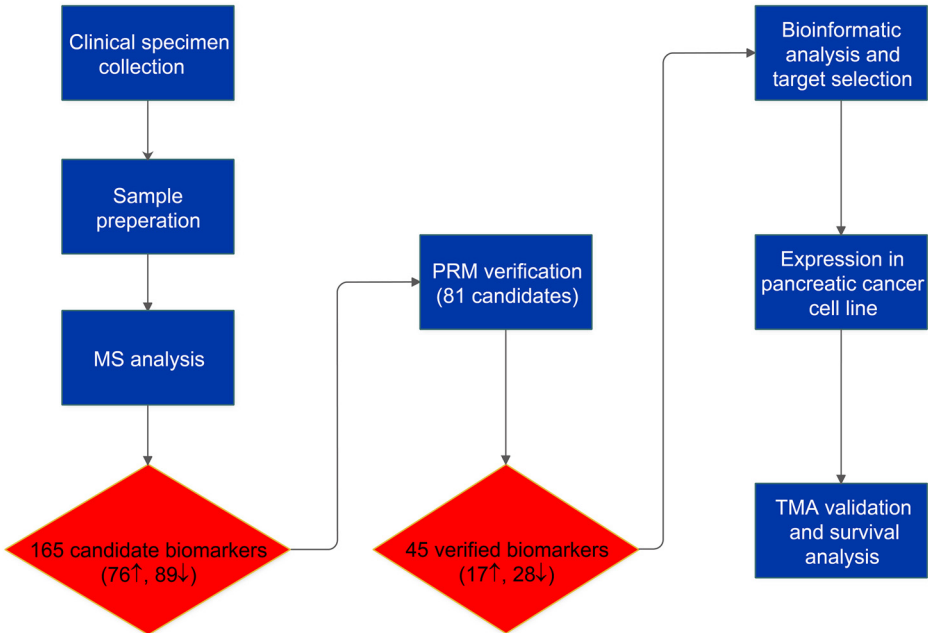 Clinical specimen
collection
Sample
preperation
MS analysis
165 candidate biomarkers
(76↑, 89↓)
PRM verification
(81 candidates)
45 verified biomarkers
(17↑, 28↓)
Bioinformatic
analysis and
target selection
Expression in
pancreatic cancer
cell line
TMA validation
and survival
analysis